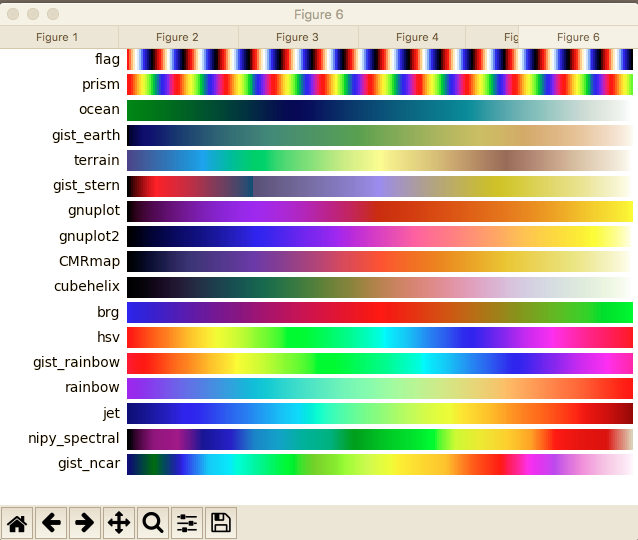 Figure 6
Figure 1 Figure 2 Figure 3 Figure 4 Fig Figure 6
flag
prism
ocean
gist_earth
terrain
gist_stern
gnuplot
gnuplot2
CMRmap
cubehelix
brg
hsv
gist_rainbow
rainbow
jet
nipy_spectral
gist_ncar